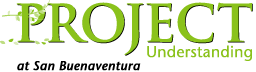 PROJECT
Understanding
at San Buenaventura